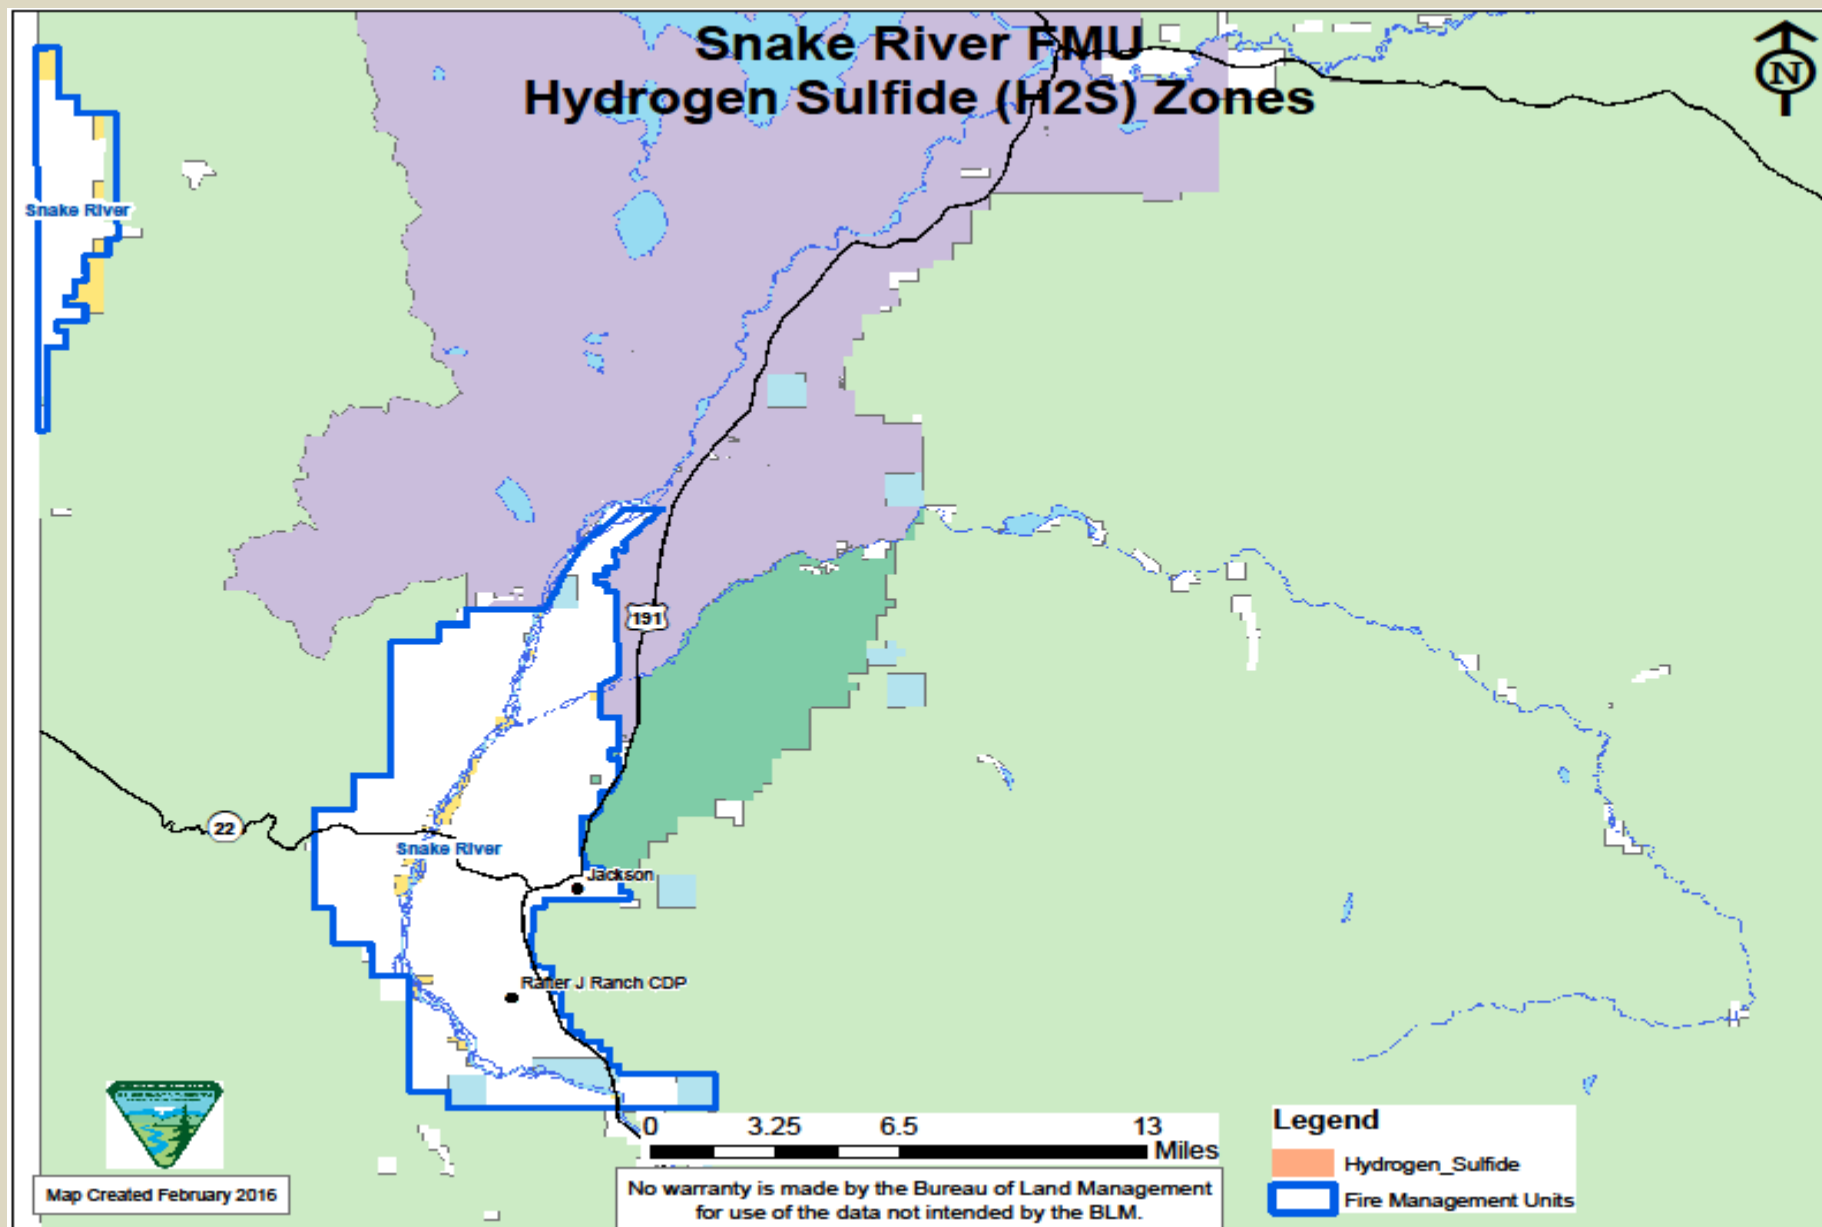 Snake River FMU
Hydrogen Sulfide (H2S) Zones
N
Snake River
191
22
Snake River
Jackson
Rafter J Ranch CDP
0 3.25 6.5 13
Miles
Legend
Hydrogen_Sulfide
Fire Management Units
Map Created February 2016
No warranty is made by the Bureau of Land Management
for use of the data not intended by the BLM.